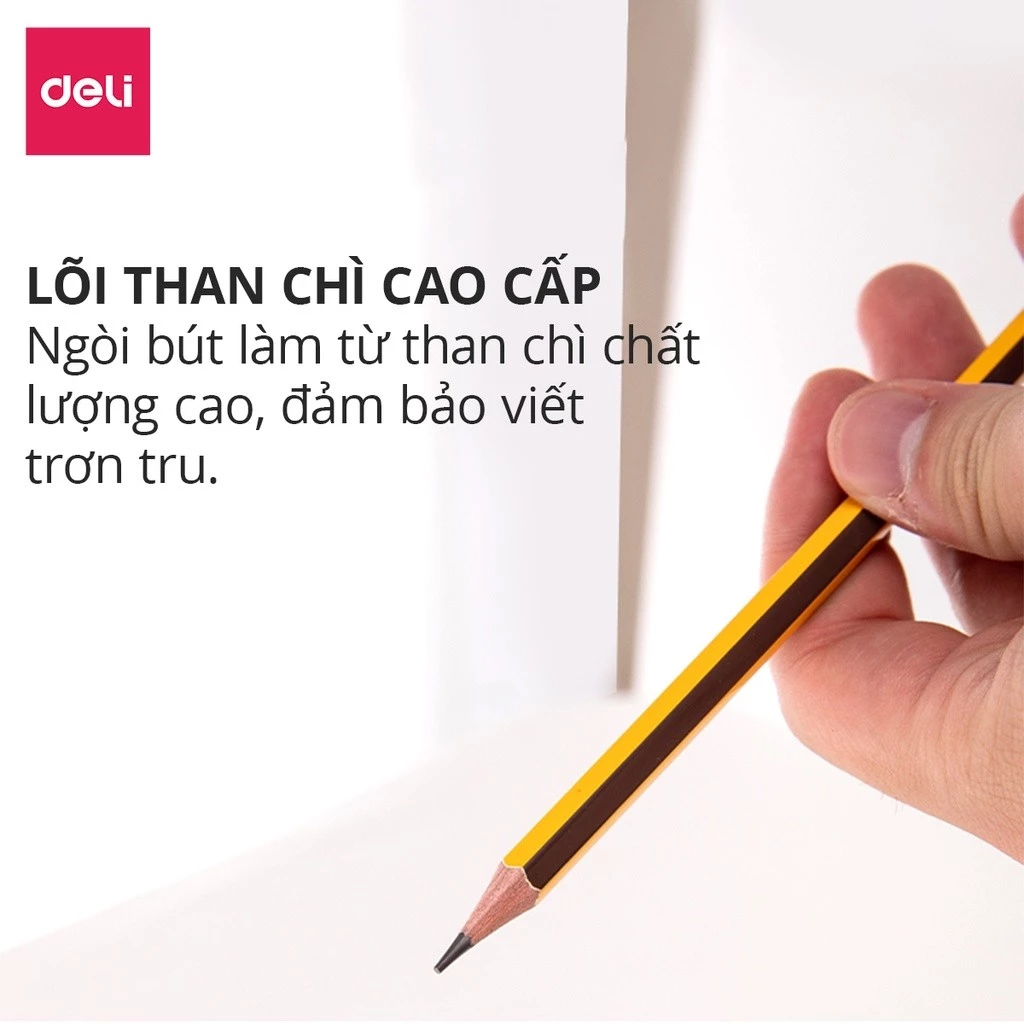 deli
LÕI THAN CHÌ CAO CẤP
Ngòi bút làm từ than chì chất
lượng cao, đảm bảo viết
trơn tru.